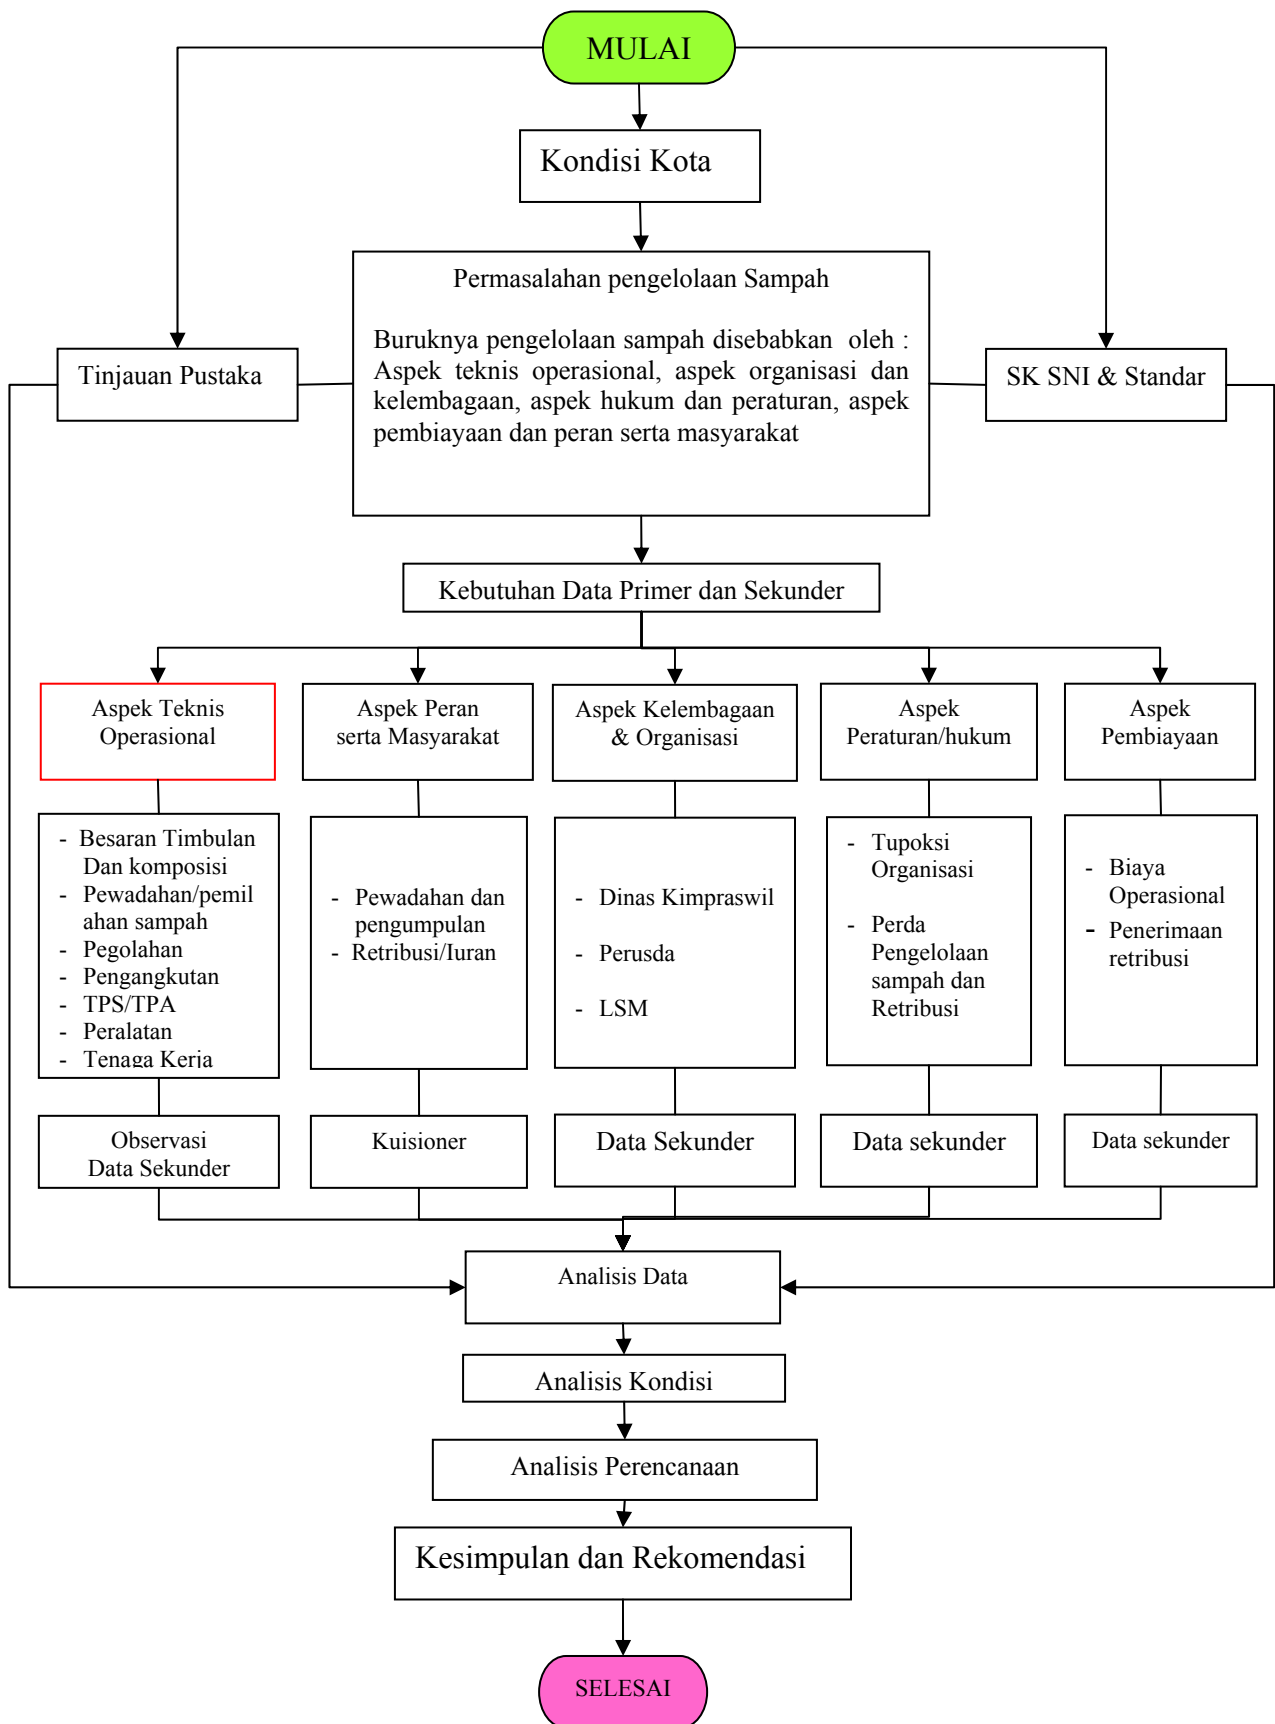 MULAI
Kondisi Kota
Permasalahan pengelolaan Sampah
Buruknya pengelolaan sampah disebabkan oleh :
Aspek teknis operasional, aspek organisasi dan
kelembagaan, aspek hukum dan peraturan, aspek
pembiayaan dan peran serta masyarakat
Tinjauan Pustaka
SK SNI & Standar
Kebutuhan Data Primer dan Sekunder
Aspek Teknis
Operasional
Aspek Peran
serta Masyarakat
Aspek Kelembagaan
& Organisasi
Aspek
Peraturan/hukum
Aspek
Pembiayaan
- Besaran Timbulan
Dan komposisi
- Pewadahan/pemil
ahan sampah
- Pegolahan
- Pengangkutan
- TPS/TPA
- Peralatan
- Tenaga Kerja
- Pewadahan dan
pengumpulan
- Retribusi/Iuran
- Dinas Kimpraswil
- Perusda
- LSM
- Tupoksi
Organisasi
- Perda
Pengelolaan
sampah dan
Retribusi
- Biaya
Operasional
- Penerimaan
retribusi
Observasi
Data Sekunder
Kuisioner
Data Sekunder
Data sekunder
Data sekunder
Analisis Data
Analisis Kondisi
Analisis Perencanaan
Kesimpulan dan Rekomendasi
SELESAI